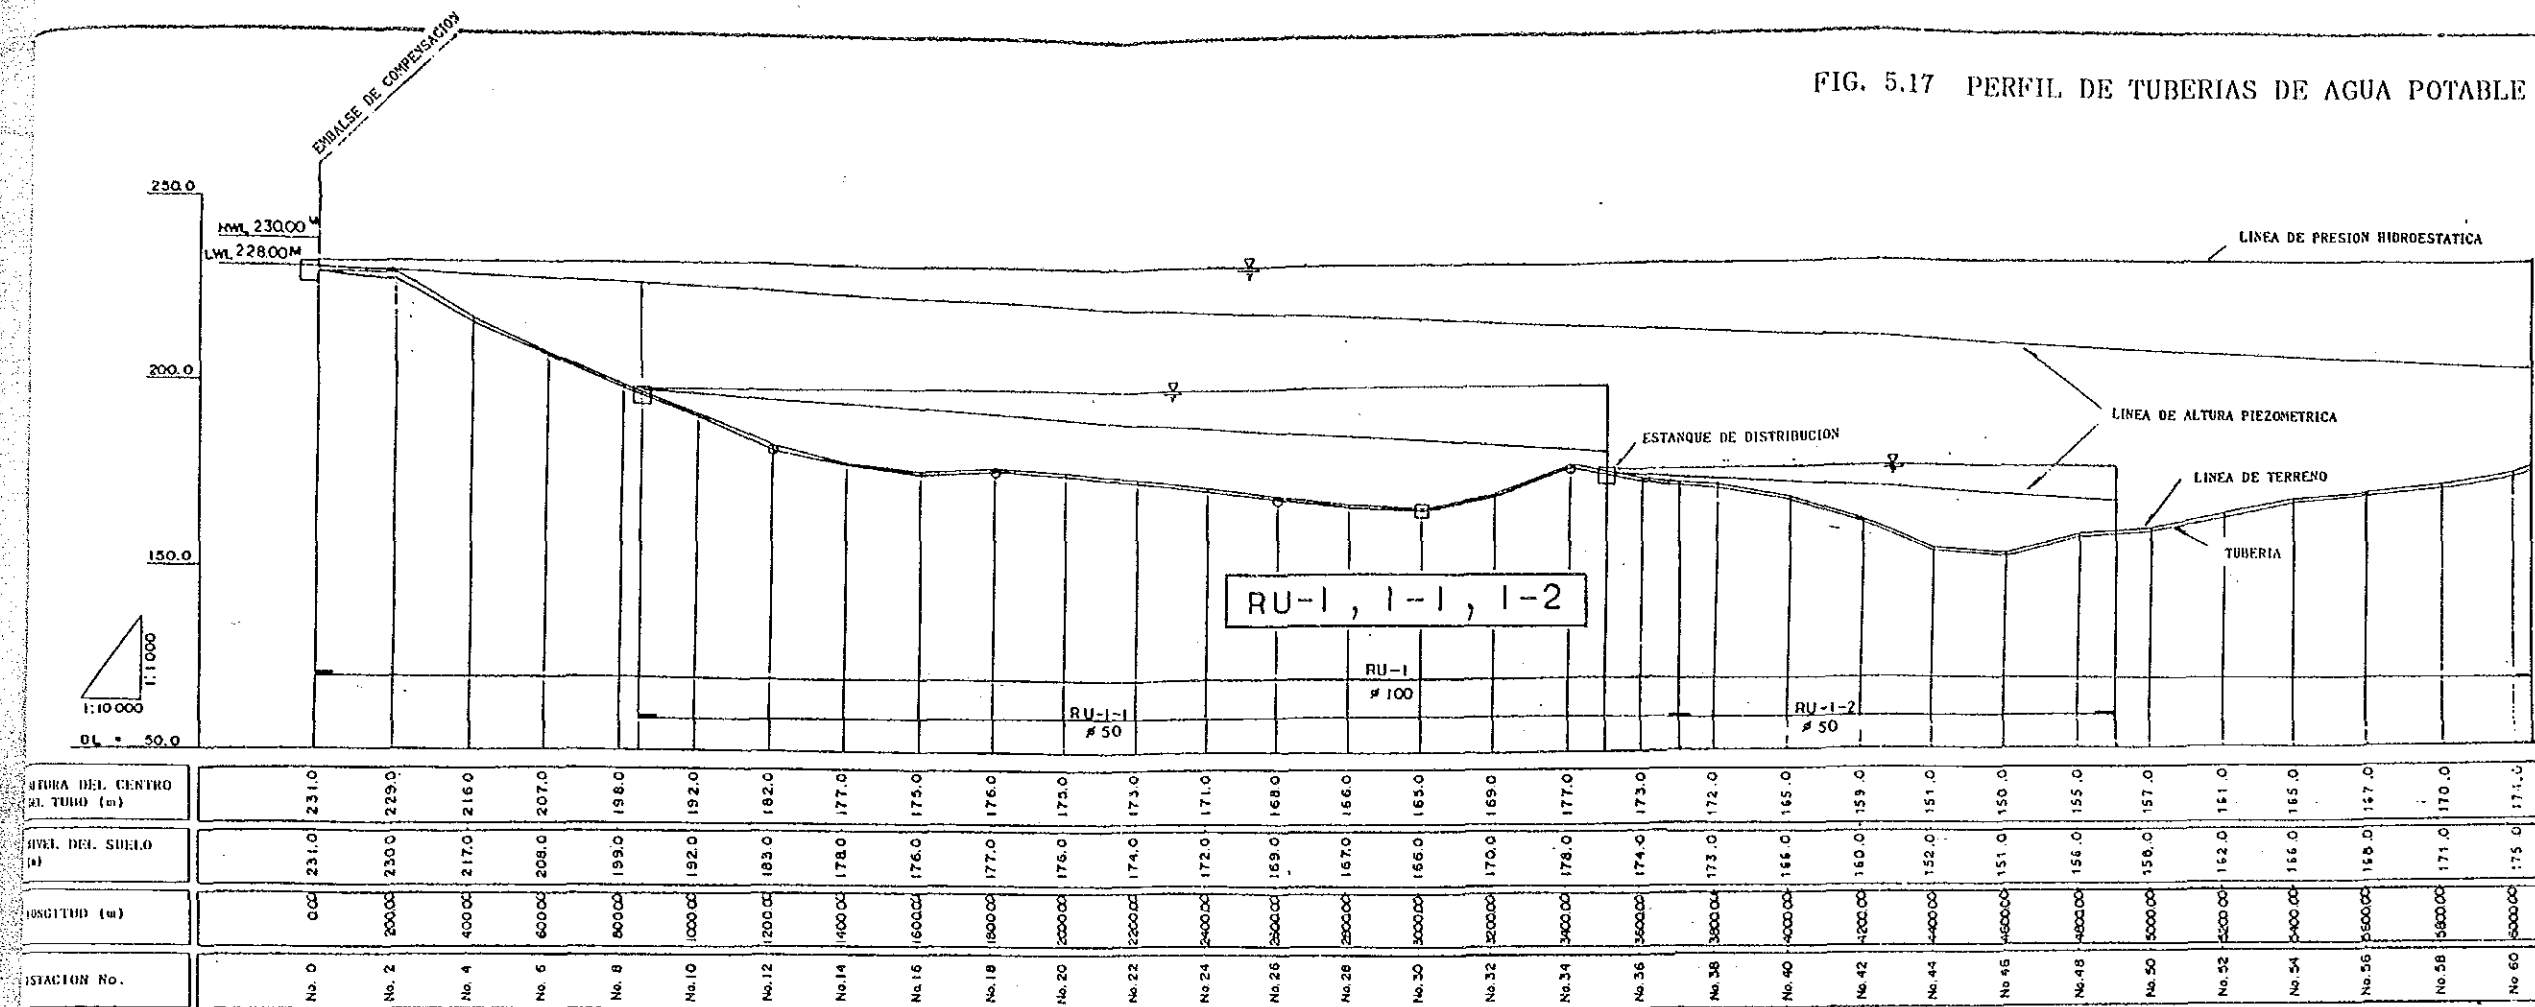 FIG. 5.17 PERFIL DE TUBERIAS DE AGUA POTABLE
EMBALSE DE COMPENSACION
250.0
HWL 230.00 M
LWL 228.00 M
LINEA DE PRESION HIDROESTATICA
200.0
LINEA DE ALTURA PIEZOMETRICA
ESTANQUE DE DISTRIBUCION
LINEA DE TERRENO
TUBERIA
150.0
RU-1, 1-1, 1-2
1:1000
1:10000
RU-1
ø 100
RU-1-1
ø 50
RU-1-2
ø 50
DL = 50.0
DEL CENTRO
TUBO (m)
231.0 229.0 216.0 207.0 198.0 192.0 182.0 177.0 175.0 176.0 175.0 173.0 171.0 168.0 166.0 165.0 169.0 177.0 173.0 172.0 165.0 159.0 151.0 150.0 155.0 157.0 161.0 165.0 167.0 170.0 174.0
DEL SUELO
231.0 230.0 217.0 208.0 199.0 192.0 183.0 178.0 176.0 177.0 176.0 174.0 172.0 169.0 167.0 166.0 170.0 178.0 174.0 173.0 166.0 160.0 152.0 151.0 156.0 158.0 162.0 166.0 168.0 171.0 175.0
(m)
0.00 200.00 400.00 600.00 800.00 1000.00 1200.00 1400.00 1600.00 1800.00 2000.00 2200.00 2400.00 2600.00 2800.00 3000.00 3200.00 3400.00 3600.00 3800.00 4000.00 4200.00 4400.00 4600.00 4800.00 5000.00 5200.00 5400.00 5600.00 5800.00 6000.00
No.
No. 0 No. 2 No. 4 No. 6 No. 8 No.10 No.12 No.14 No.16 No.18 No.20 No.22 No.24 No.26 No.28 No.30 No.32 No.34 No.36 No.38 No.40 No.42 No.44 No 46 No.48 No.50 No.52 No.54 No.56 No.58 No 60